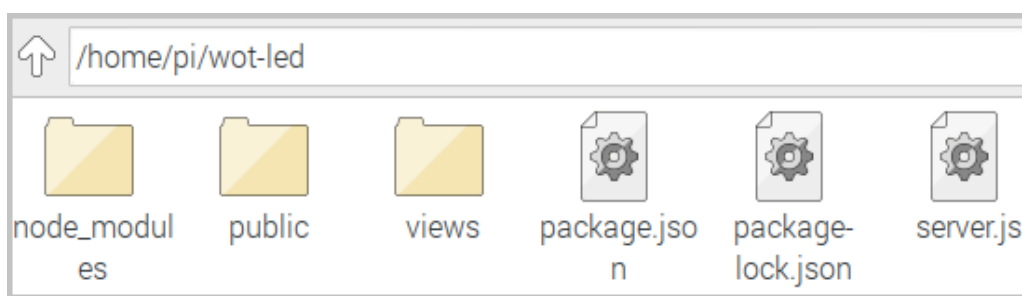 /home/pi/wot-led
node_modul
es
public
views
package.jso
n
package-
lock.json
server.js